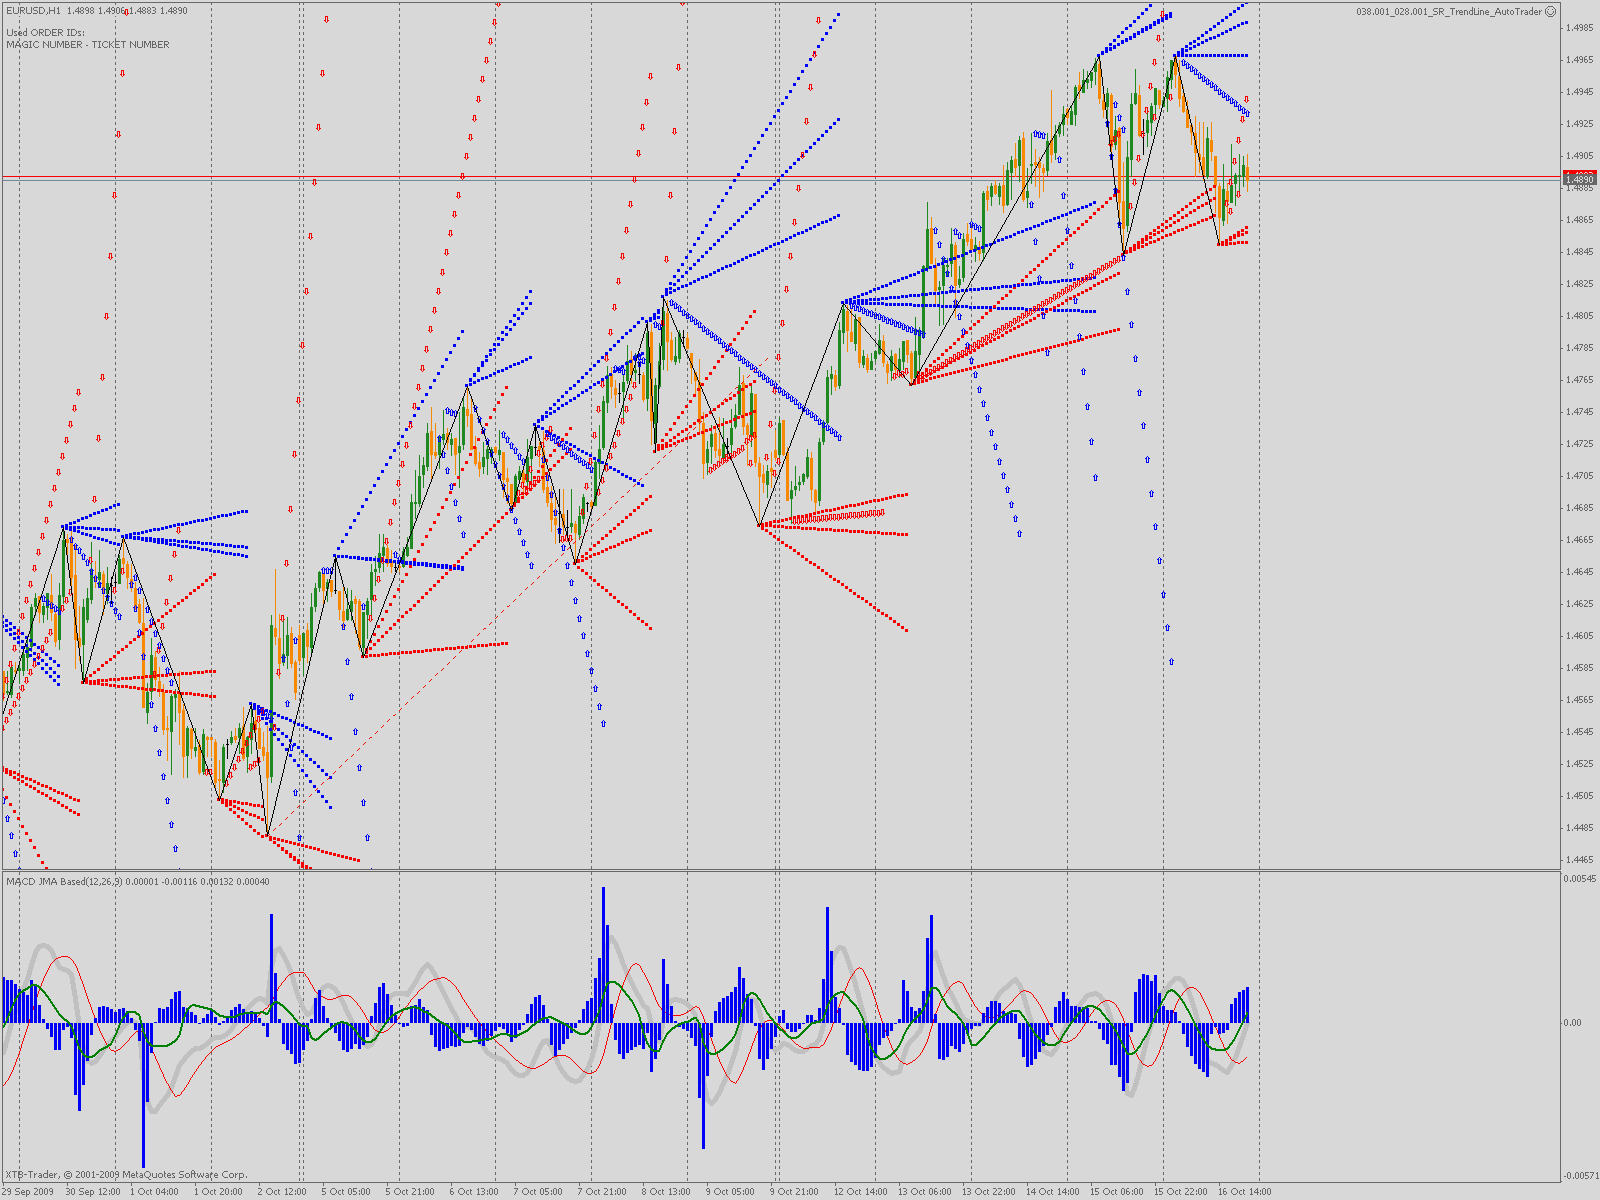 EURUSD,H1 1.4898 1.4906 1.4883 1.4890
038.001_028.001_SR_TrendLine_AutoTrader
Used ORDER IDs:
MAGIC NUMBER - TICKET NUMBER
1.4985
1.4965
1.4945
1.4925
1.4905
1.4890
1.4885
1.4865
1.4845
1.4825
1.4805
1.4785
1.4765
1.4745
1.4725
1.4705
1.4685
1.4665
1.4645
1.4625
1.4605
1.4585
1.4565
1.4545
1.4525
1.4505
1.4485
1.4465
MACD JMA Based(12,26,9) 0.00001 -0.00116 0.00132 0.00040
0.00545
0.00
-0.00571
XTB-Trader, © 2001-2009 MetaQuotes Software Corp.
29 Sep 2009
30 Sep 12:00
1 Oct 04:00
1 Oct 20:00
2 Oct 12:00
5 Oct 05:00
5 Oct 21:00
6 Oct 13:00
7 Oct 05:00
7 Oct 21:00
8 Oct 13:00
9 Oct 05:00
9 Oct 21:00
12 Oct 14:00
13 Oct 06:00
13 Oct 22:00
14 Oct 14:00
15 Oct 06:00
15 Oct 22:00
16 Oct 14:00